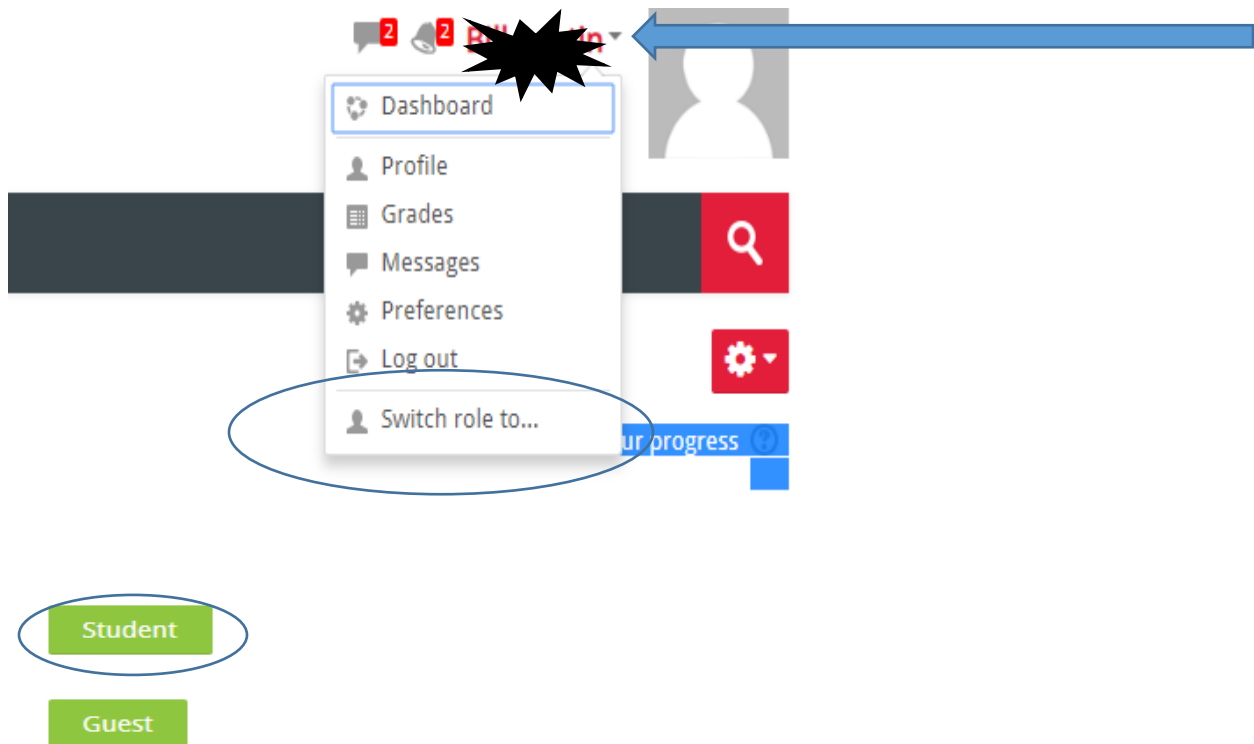 2 2
Dashboard
Profile
Grades
Messages
Preferences
Log out
Switch role to...
progress ?
Student
Guest